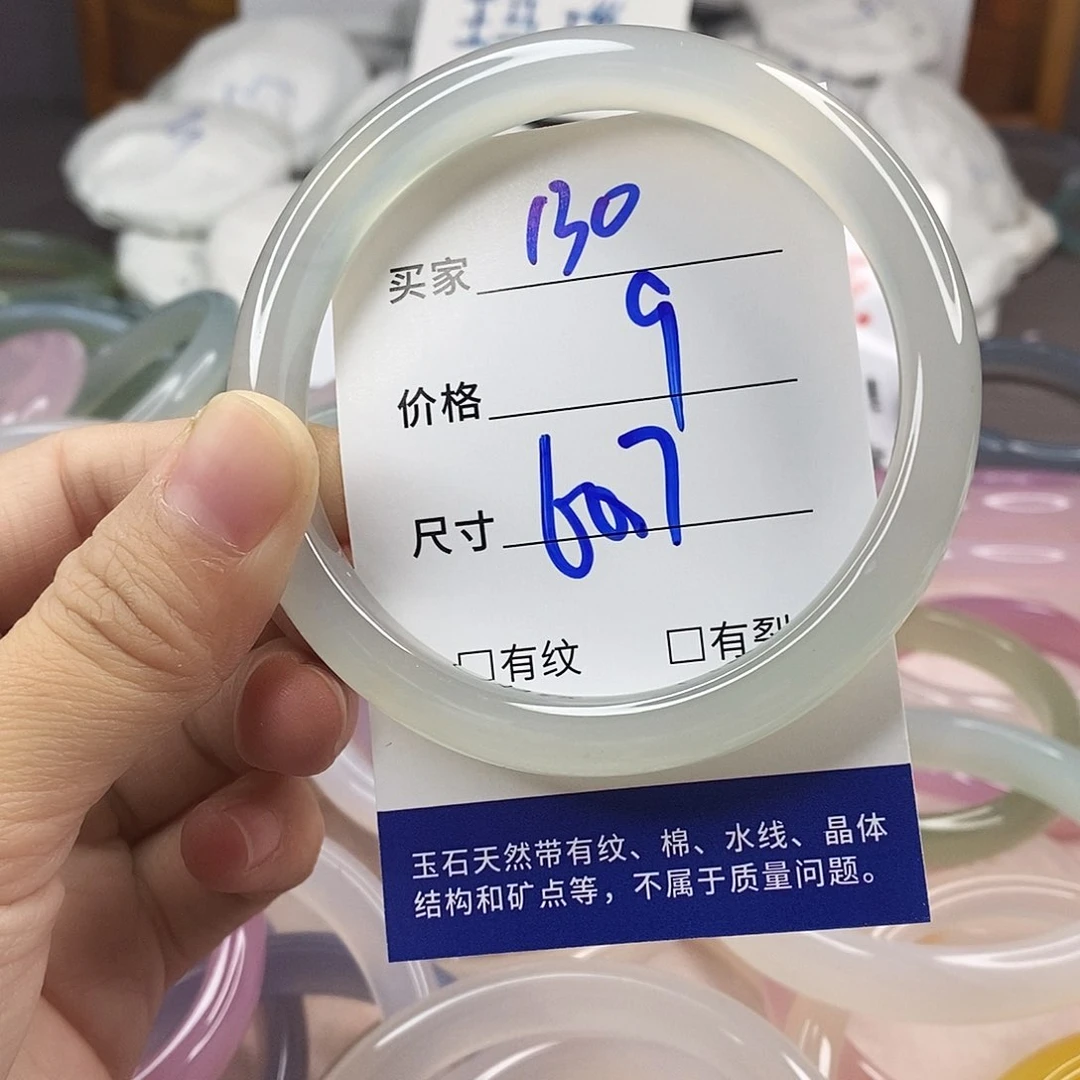 买家 130
价格 9
尺寸 60.7
□有纹 □有裂
玉石天然带有纹、棉、水线、晶体
结构和矿点等，不属于质量问题。